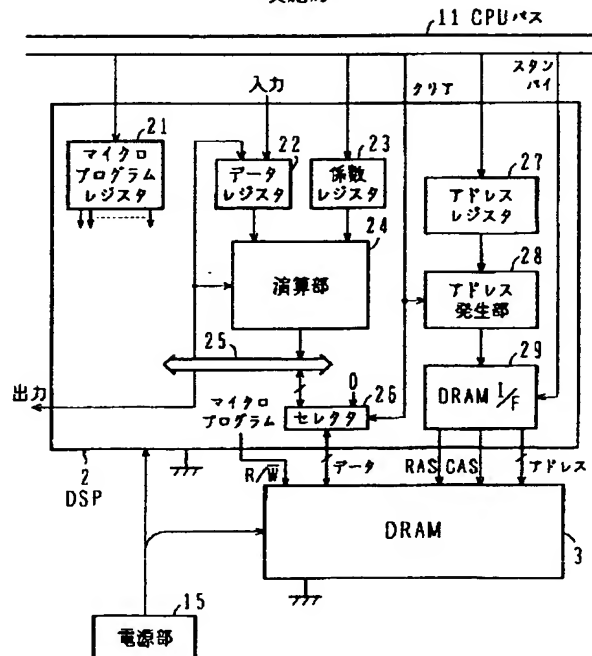 11 CPUバス
入力
クリア
スタン
バイ
21
マイクロ
プログラム
レジスタ
22
データ
レジスタ
23
係数
レジスタ
24
演算部
27
アドレス
レジスタ
28
アドレス
発生部
25
29
DRAM I/F
出力
マイクロ
プログラム
0
26
セレクタ
2
DSP
R/W
データ
RAS CAS アドレス
DRAM
3
15
電源部